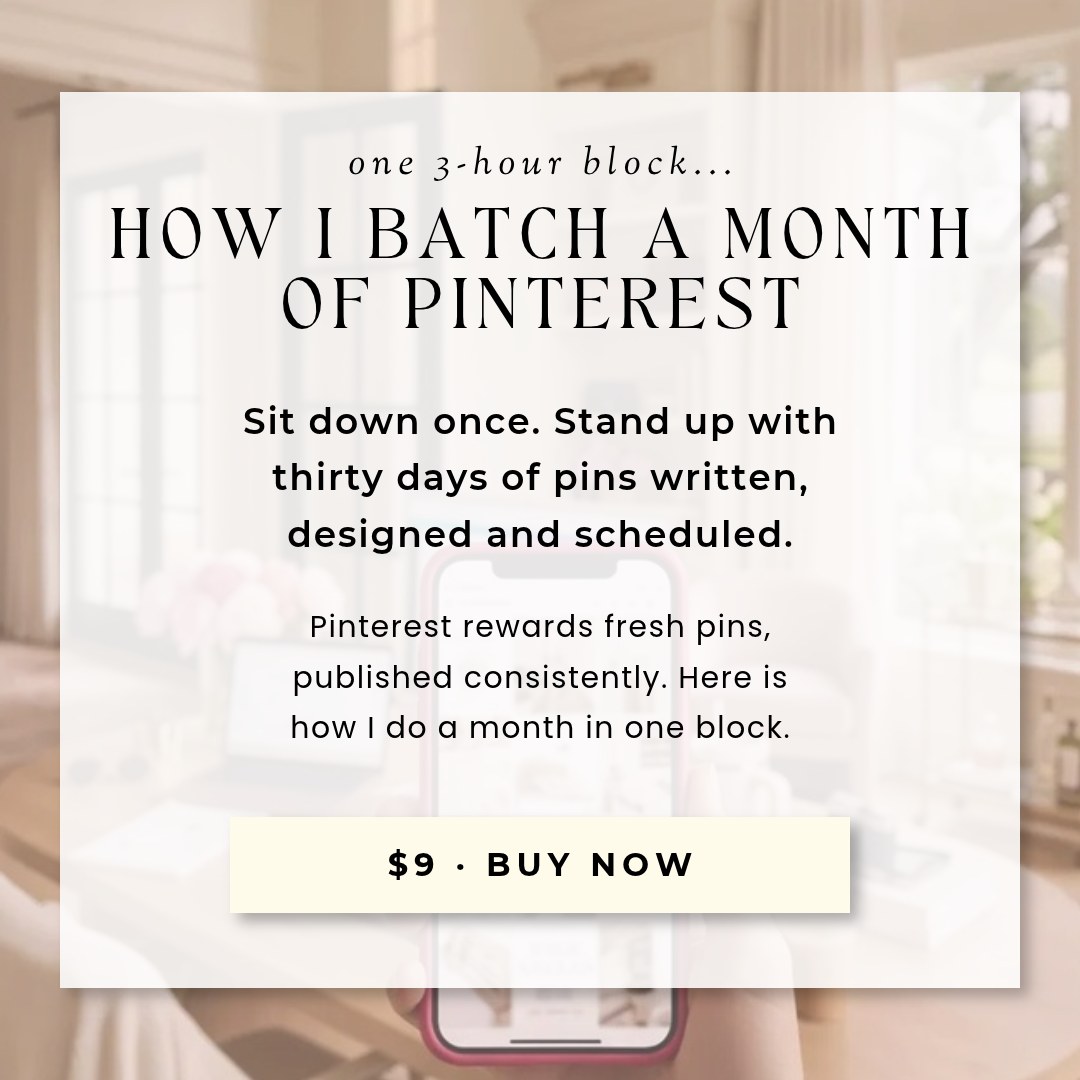 one 3-hour block...
HOW I BATCH A MONTH
OF PINTEREST
Sit down once. Stand up with
thirty days of pins written,
designed and scheduled.
Pinterest rewards fresh pins,
published consistently. Here is
how I do a month in one block.
$9 · BUY NOW